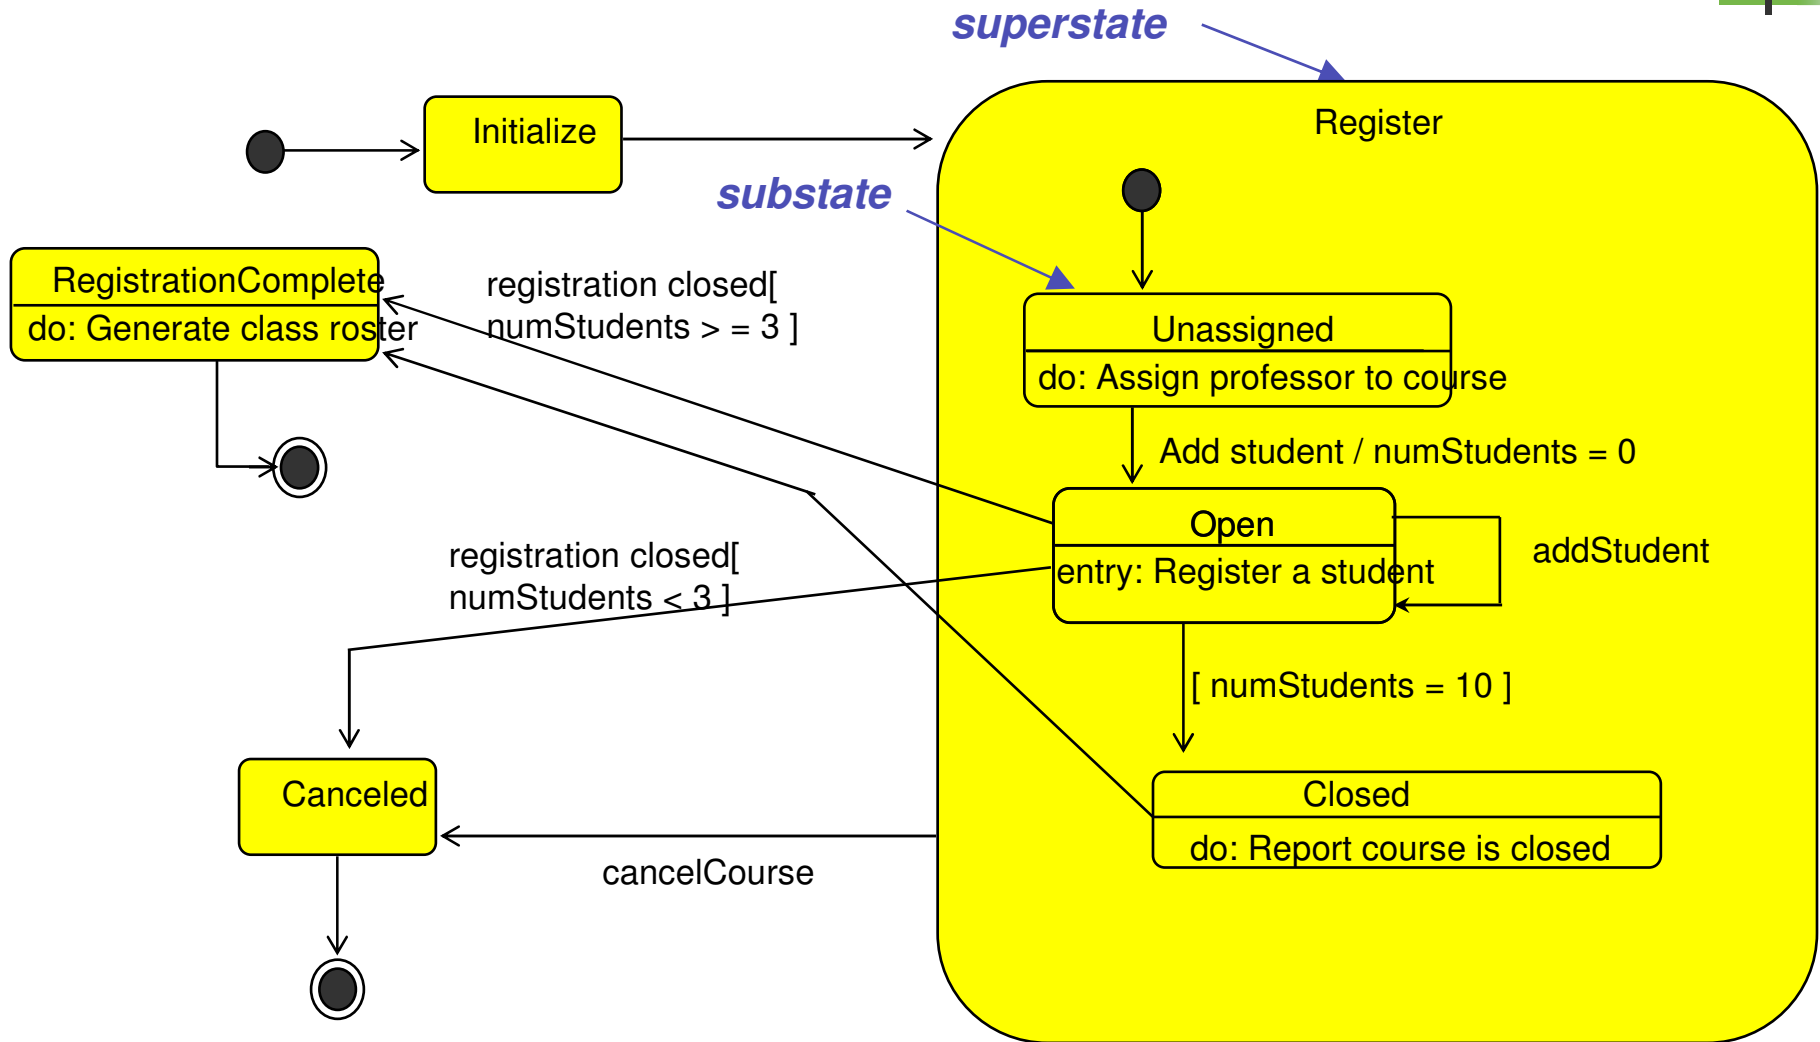 superstate
Initialize
Register
substate
RegistrationComplete
do: Generate class roster
registration closed[
numStudents > = 3 ]
Unassigned
do: Assign professor to course
Add student / numStudents = 0
Open
entry: Register a student
addStudent
registration closed[
numStudents < 3 ]
[ numStudents = 10 ]
Canceled
Closed
do: Report course is closed
cancelCourse